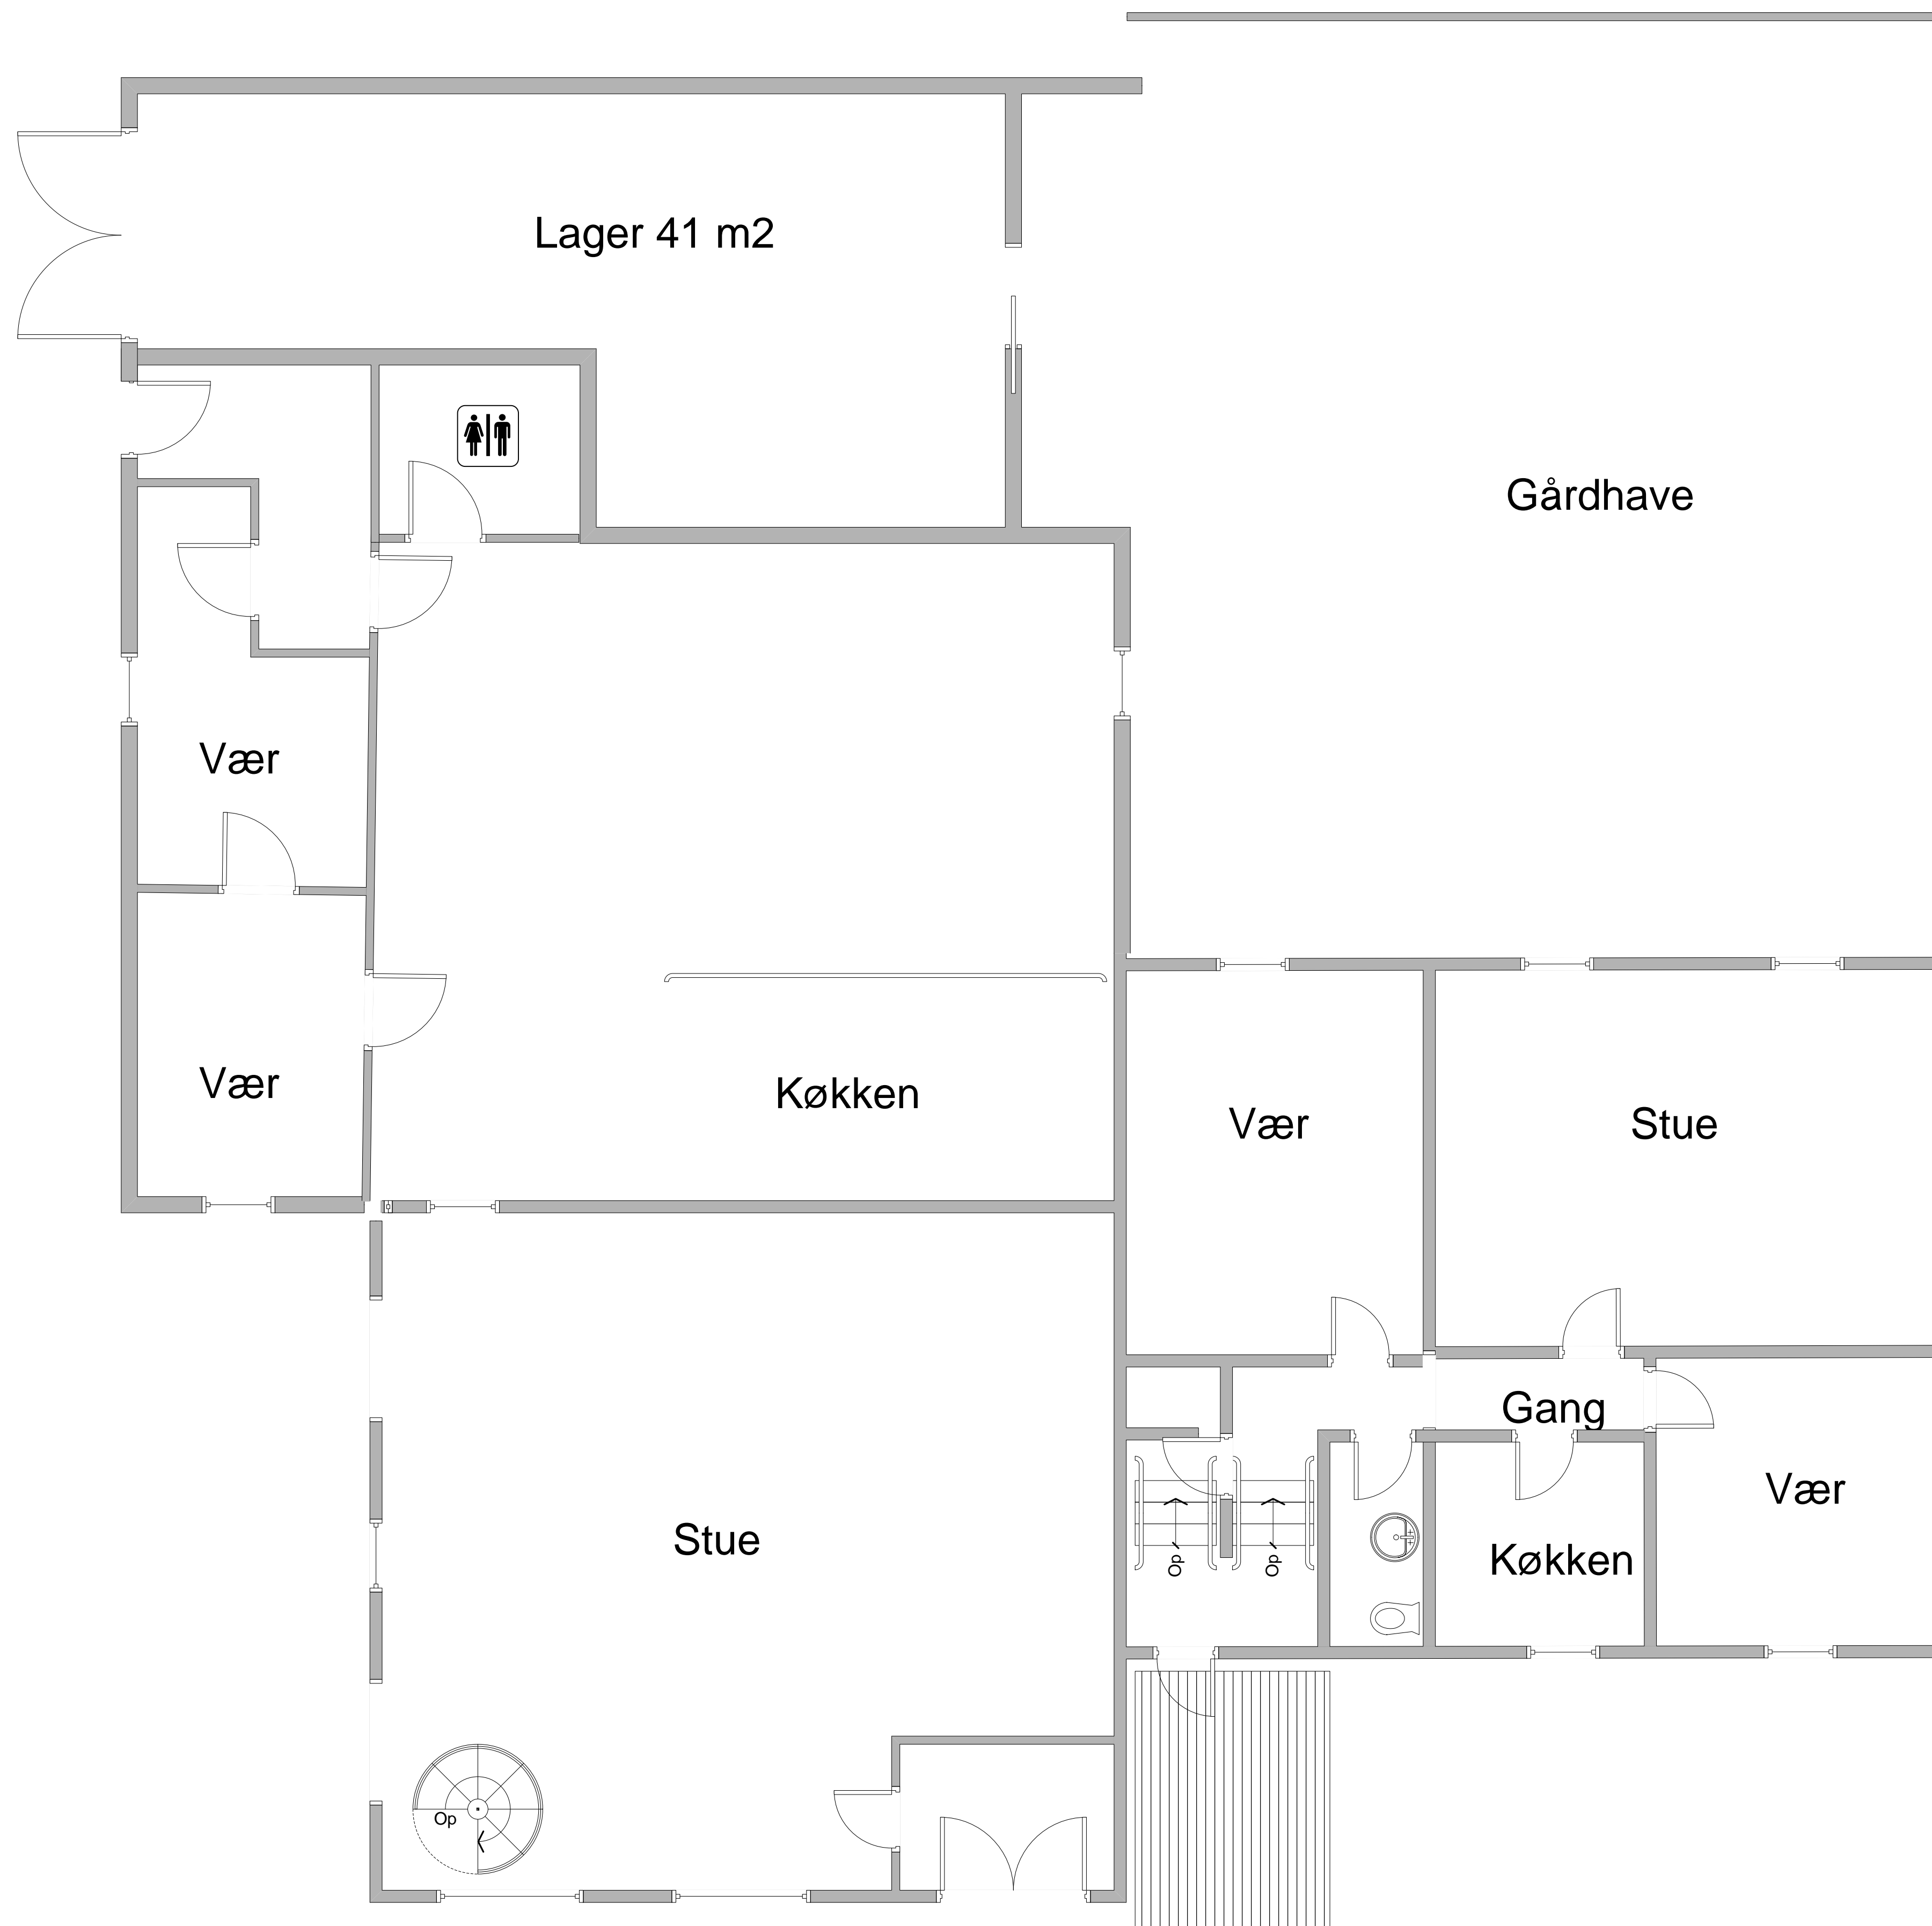 Lager 41 m2
Gårdhave
Vær
Vær
Køkken
Vær
Stue
Gang
Vær
Stue
Køkken
Op
Op
Op